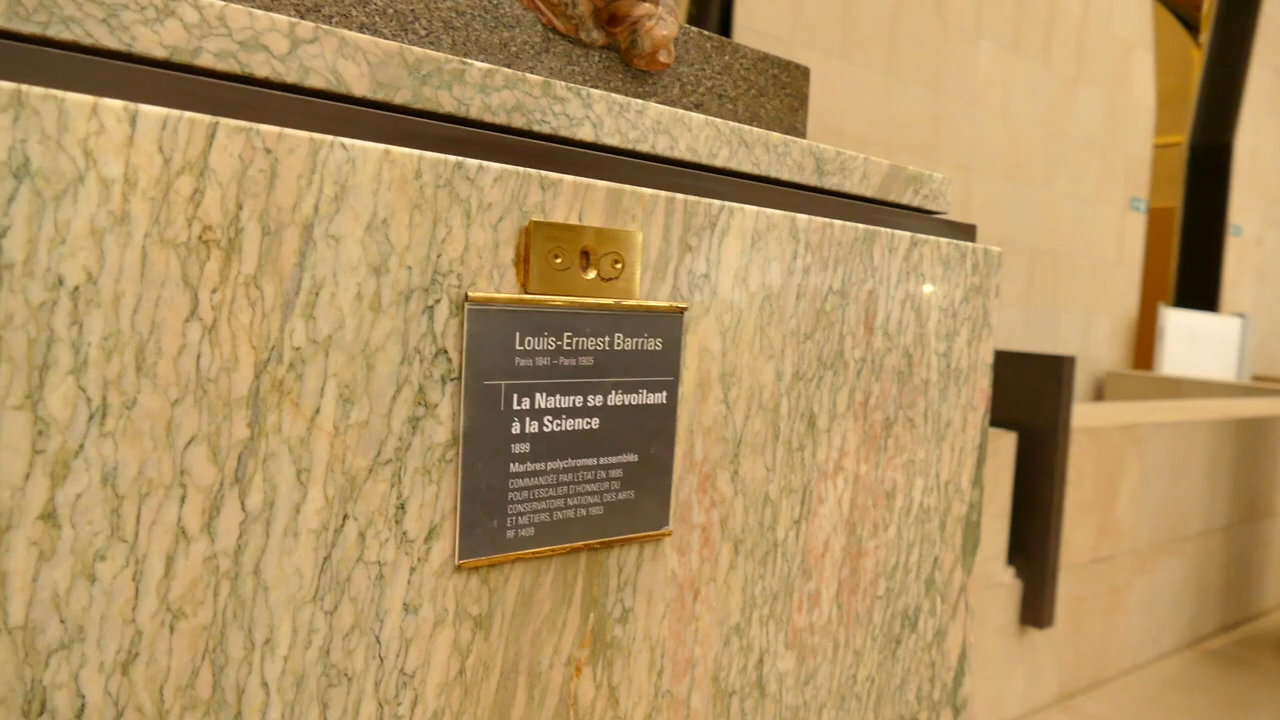 Louis-Ernest Barrias
Paris 1841 – Paris 1905
La Nature se dévoilant
à la Science
1899
Marbres polychromes assemblés
COMMANDÉE PAR L'ÉTAT EN 1895
POUR L'ESCALIER D'HONNEUR DU
CONSERVATOIRE NATIONAL DES ARTS
ET MÉTIERS, ENTRÉ EN 1903
RF 1409